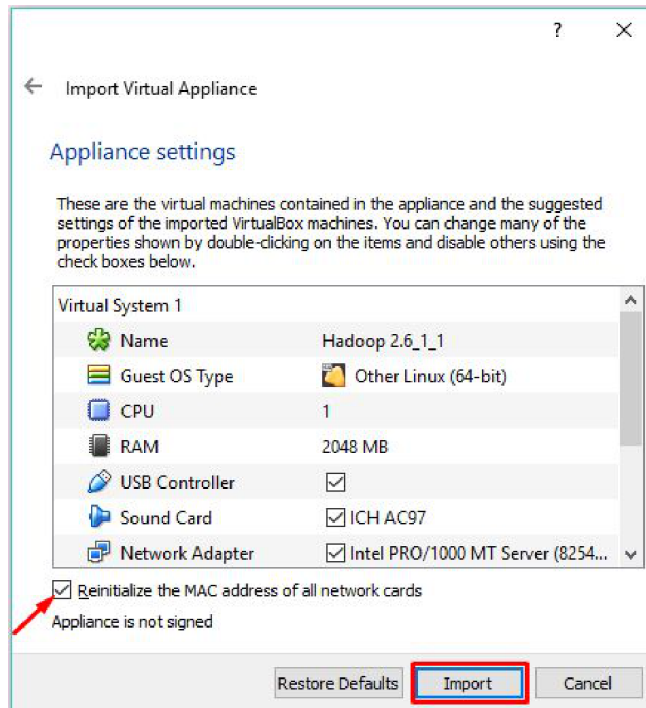 ?
Import Virtual Appliance
Appliance settings
These are the virtual machines contained in the appliance and the suggested
settings of the imported VirtualBox machines. You can change many of the
properties shown by double-clicking on the items and disable others using the
check boxes below.
Virtual System 1
Name Hadoop 2.6_1_1
Guest OS Type Other Linux (64-bit)
CPU 1
RAM 2048 MB
USB Controller
Sound Card ICH AC97
Network Adapter Intel PRO/1000 MT Server (8254...
Reinitialize the MAC address of all network cards
Appliance is not signed
Restore Defaults Import Cancel